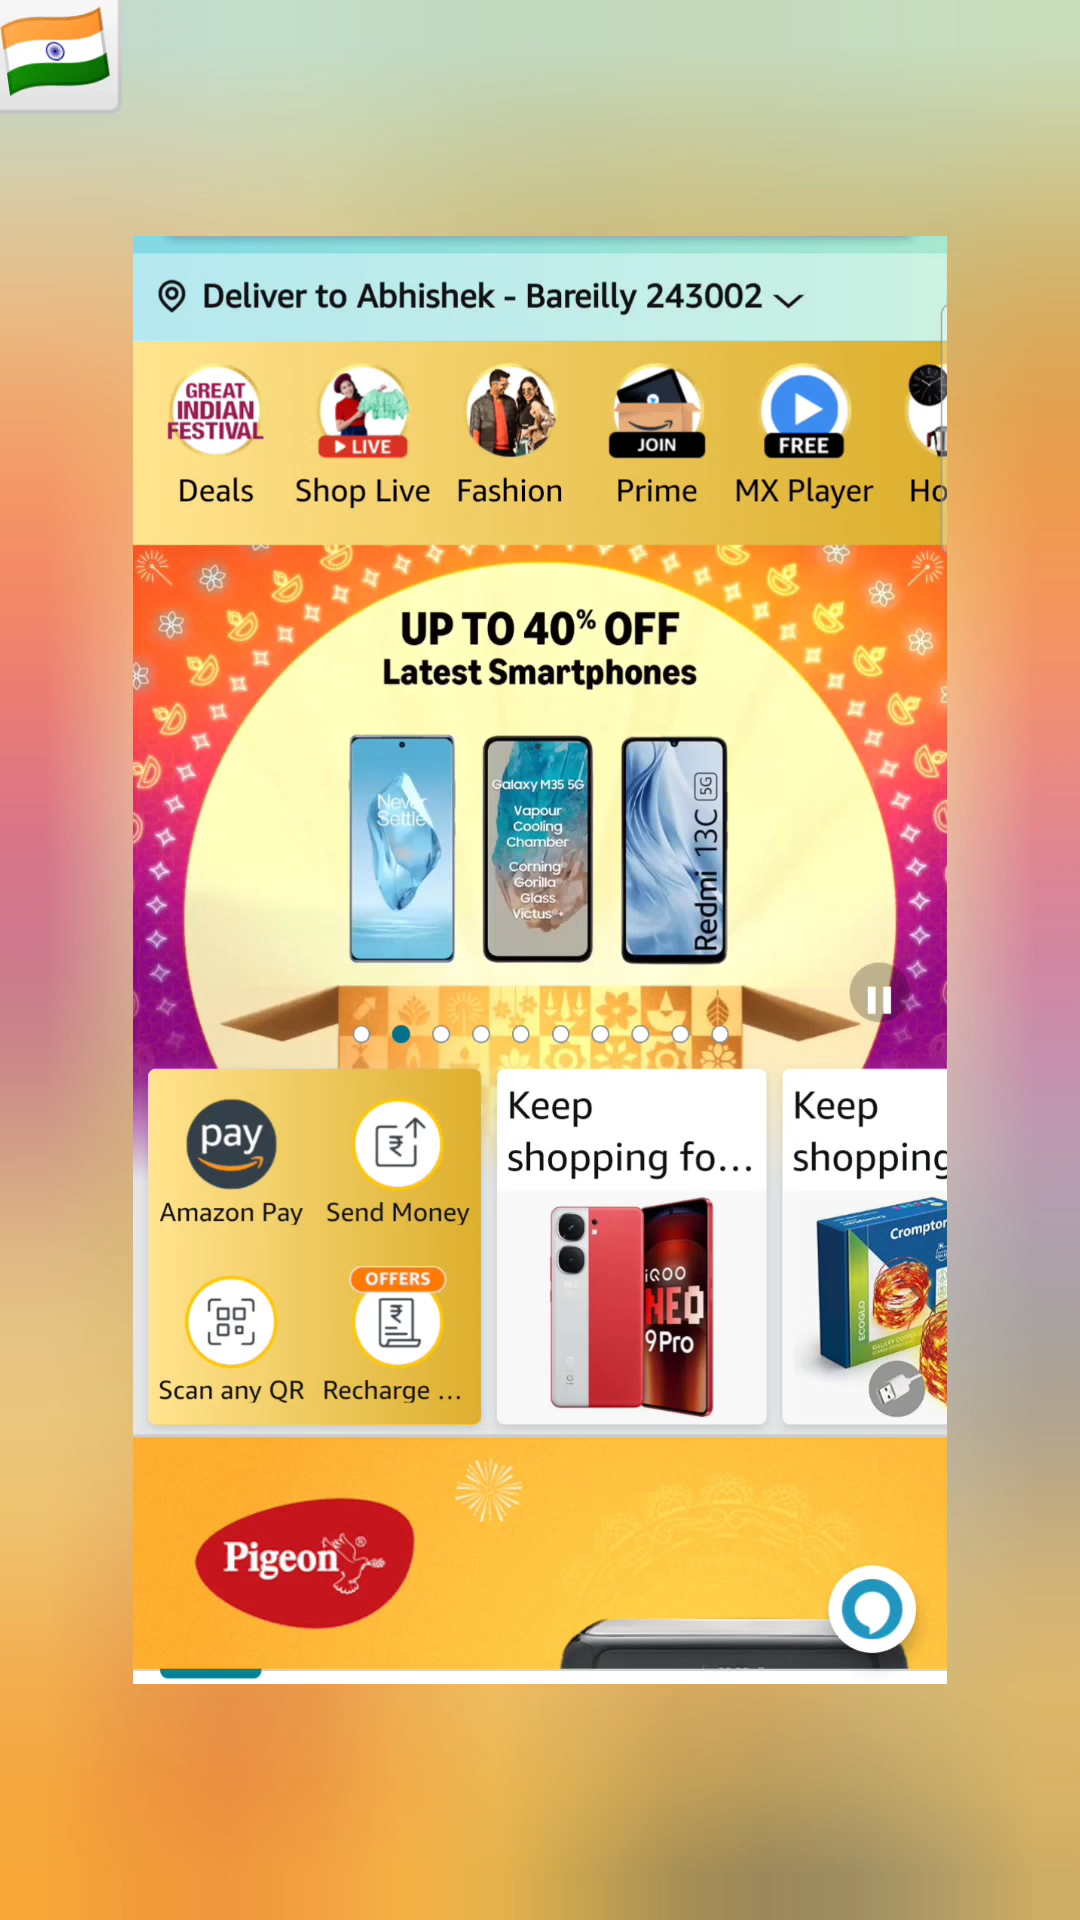 Deliver to Abhishek - Bareilly 243002
GREAT
INDIAN
FESTIVAL
LIVE
JOIN
FREE
Deals
Shop Live
Fashion
Prime
MX Player
Ho
UP TO 40% OFF
Latest Smartphones
Never
Settle
Galaxy M35 5G
Vapour
Cooling
Chamber
Corning®
Gorilla®
Glass
Victus®+
Redmi 13C 5G
pay
Amazon Pay
Send Money
OFFERS
Scan any QR
Recharge ...
Keep
shopping fo...
iQOO
NEO
9Pro
iQOO
Keep
shopping
Crompton
ECOGLO
Pigeon®